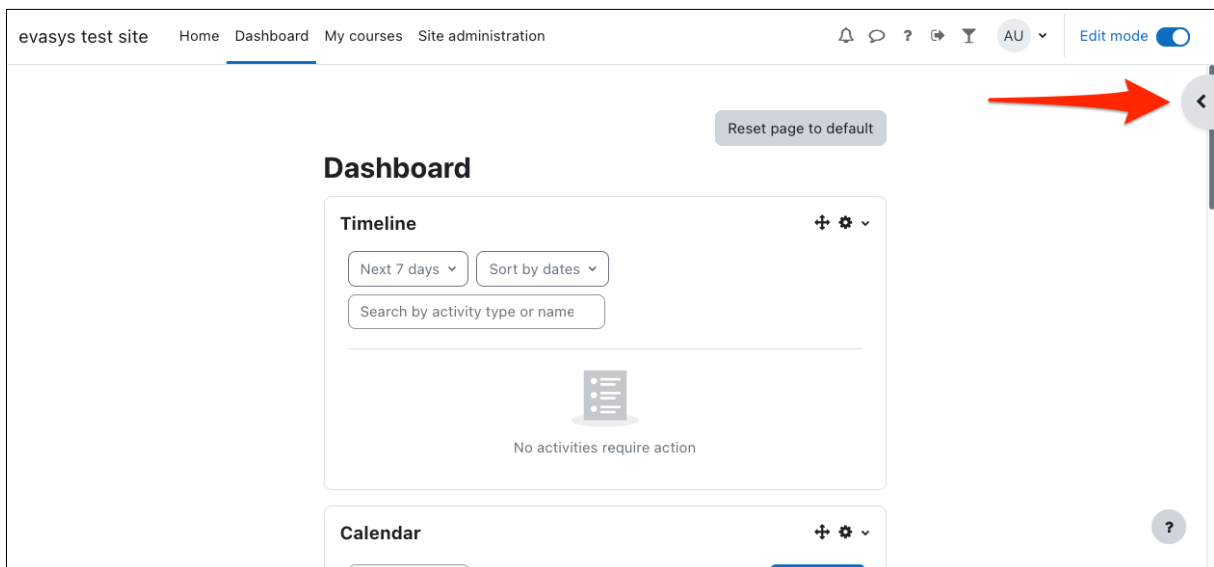 evasys test site Home Dashboard My courses Site administration ? AU Edit mode
Reset page to default
Dashboard
Timeline
Next 7 days Sort by dates
Search by activity type or name
No activities require action
Calendar
?